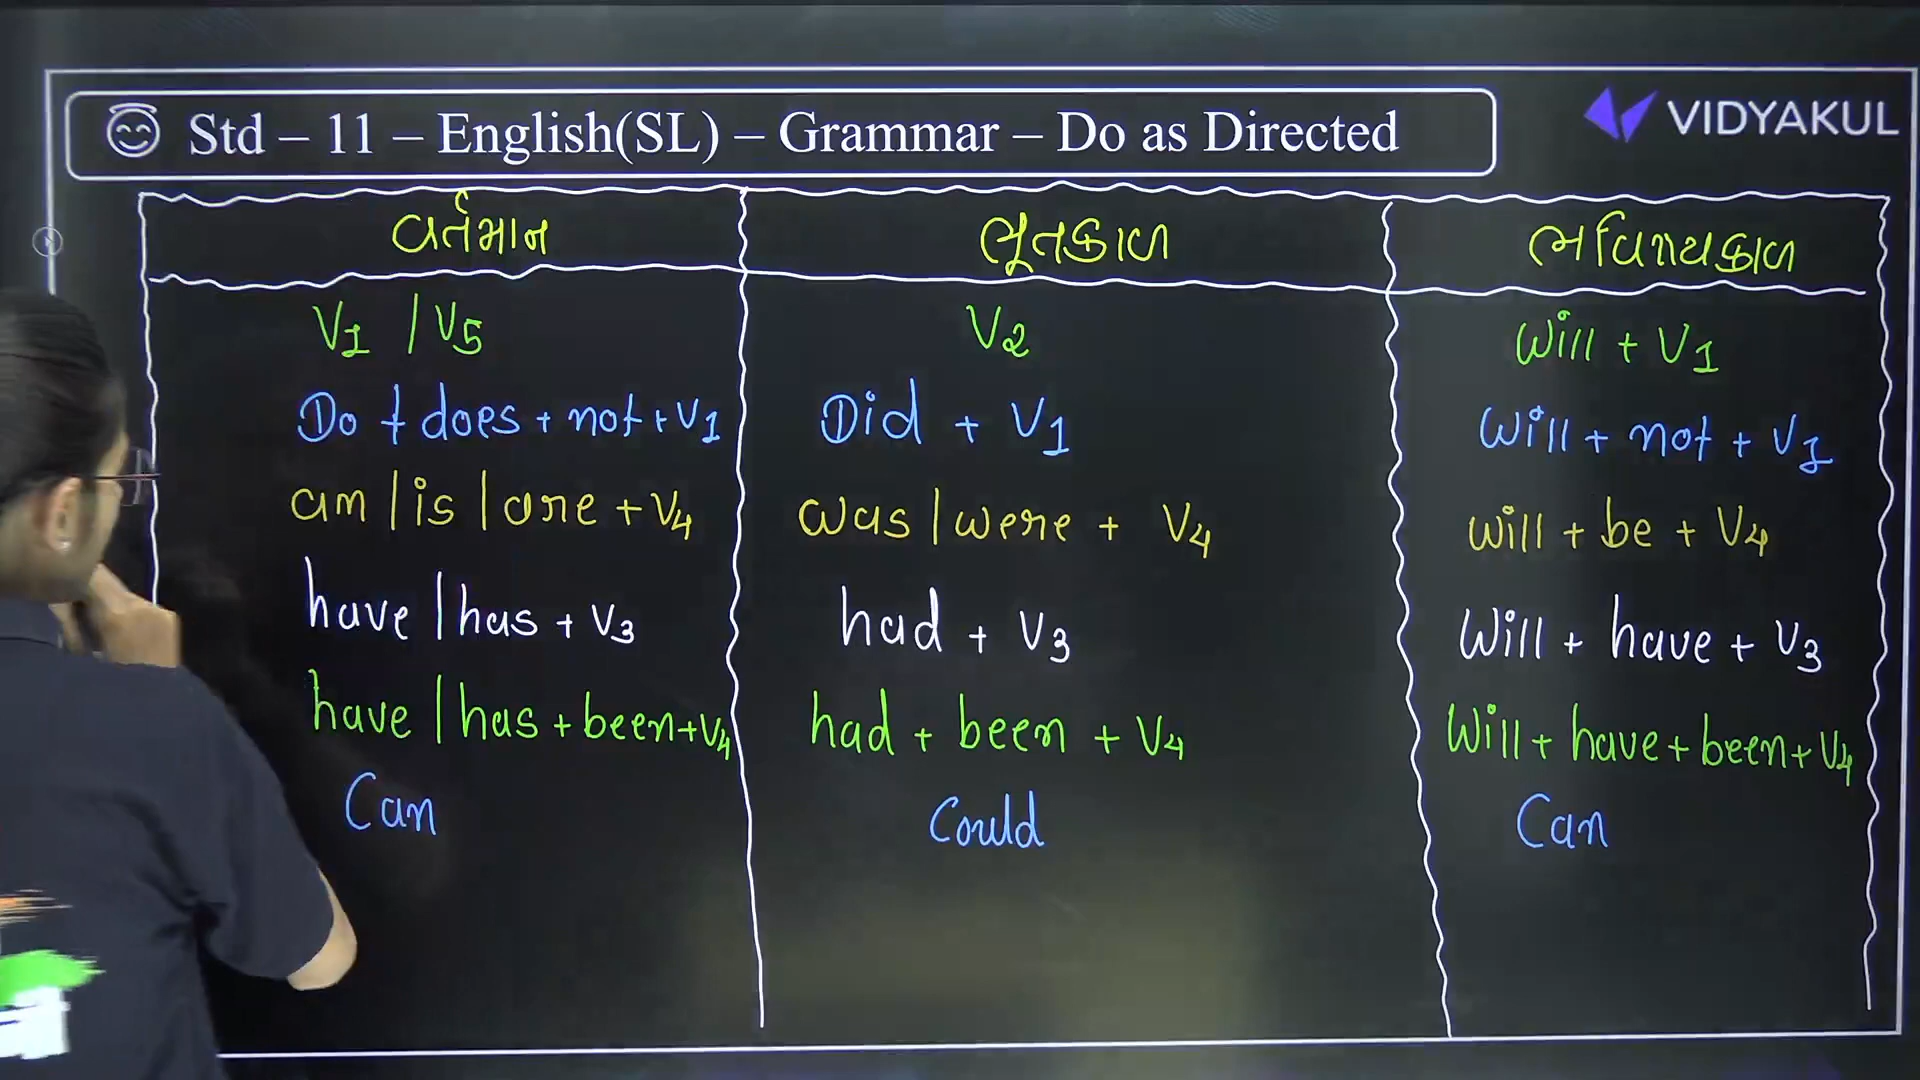 Std – 11 – English(SL) – Grammar – Do as Directed
VIDYAKUL
વર્તમાન
ભૂતકાળ
ભવિષ્યકાળ
V1 / V5
V2
Will + V1
Do + does + not + V1
Did + V1
Will + not + V1
am | is | are + V4
was | were + V4
will + be + V4
have | has + V3
had + V3
Will + have + V3
have | has + been + V4
had + been + V4
Will + have + been + V4
Can
Could
Can